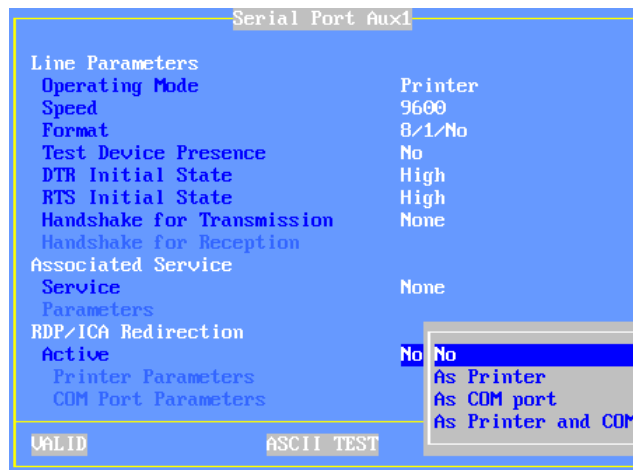 Serial Port Aux1
Line Parameters
Operating Mode Printer
Speed 9600
Format 8/1/No
Test Device Presence No
DTR Initial State High
RTS Initial State High
Handshake for Transmission None
Handshake for Reception
Associated Service
Service None
Parameters
RDP/ICA Redirection
Active No No
Printer Parameters As Printer
COM Port Parameters As COM port
As Printer and COM
VALID ASCII TEST